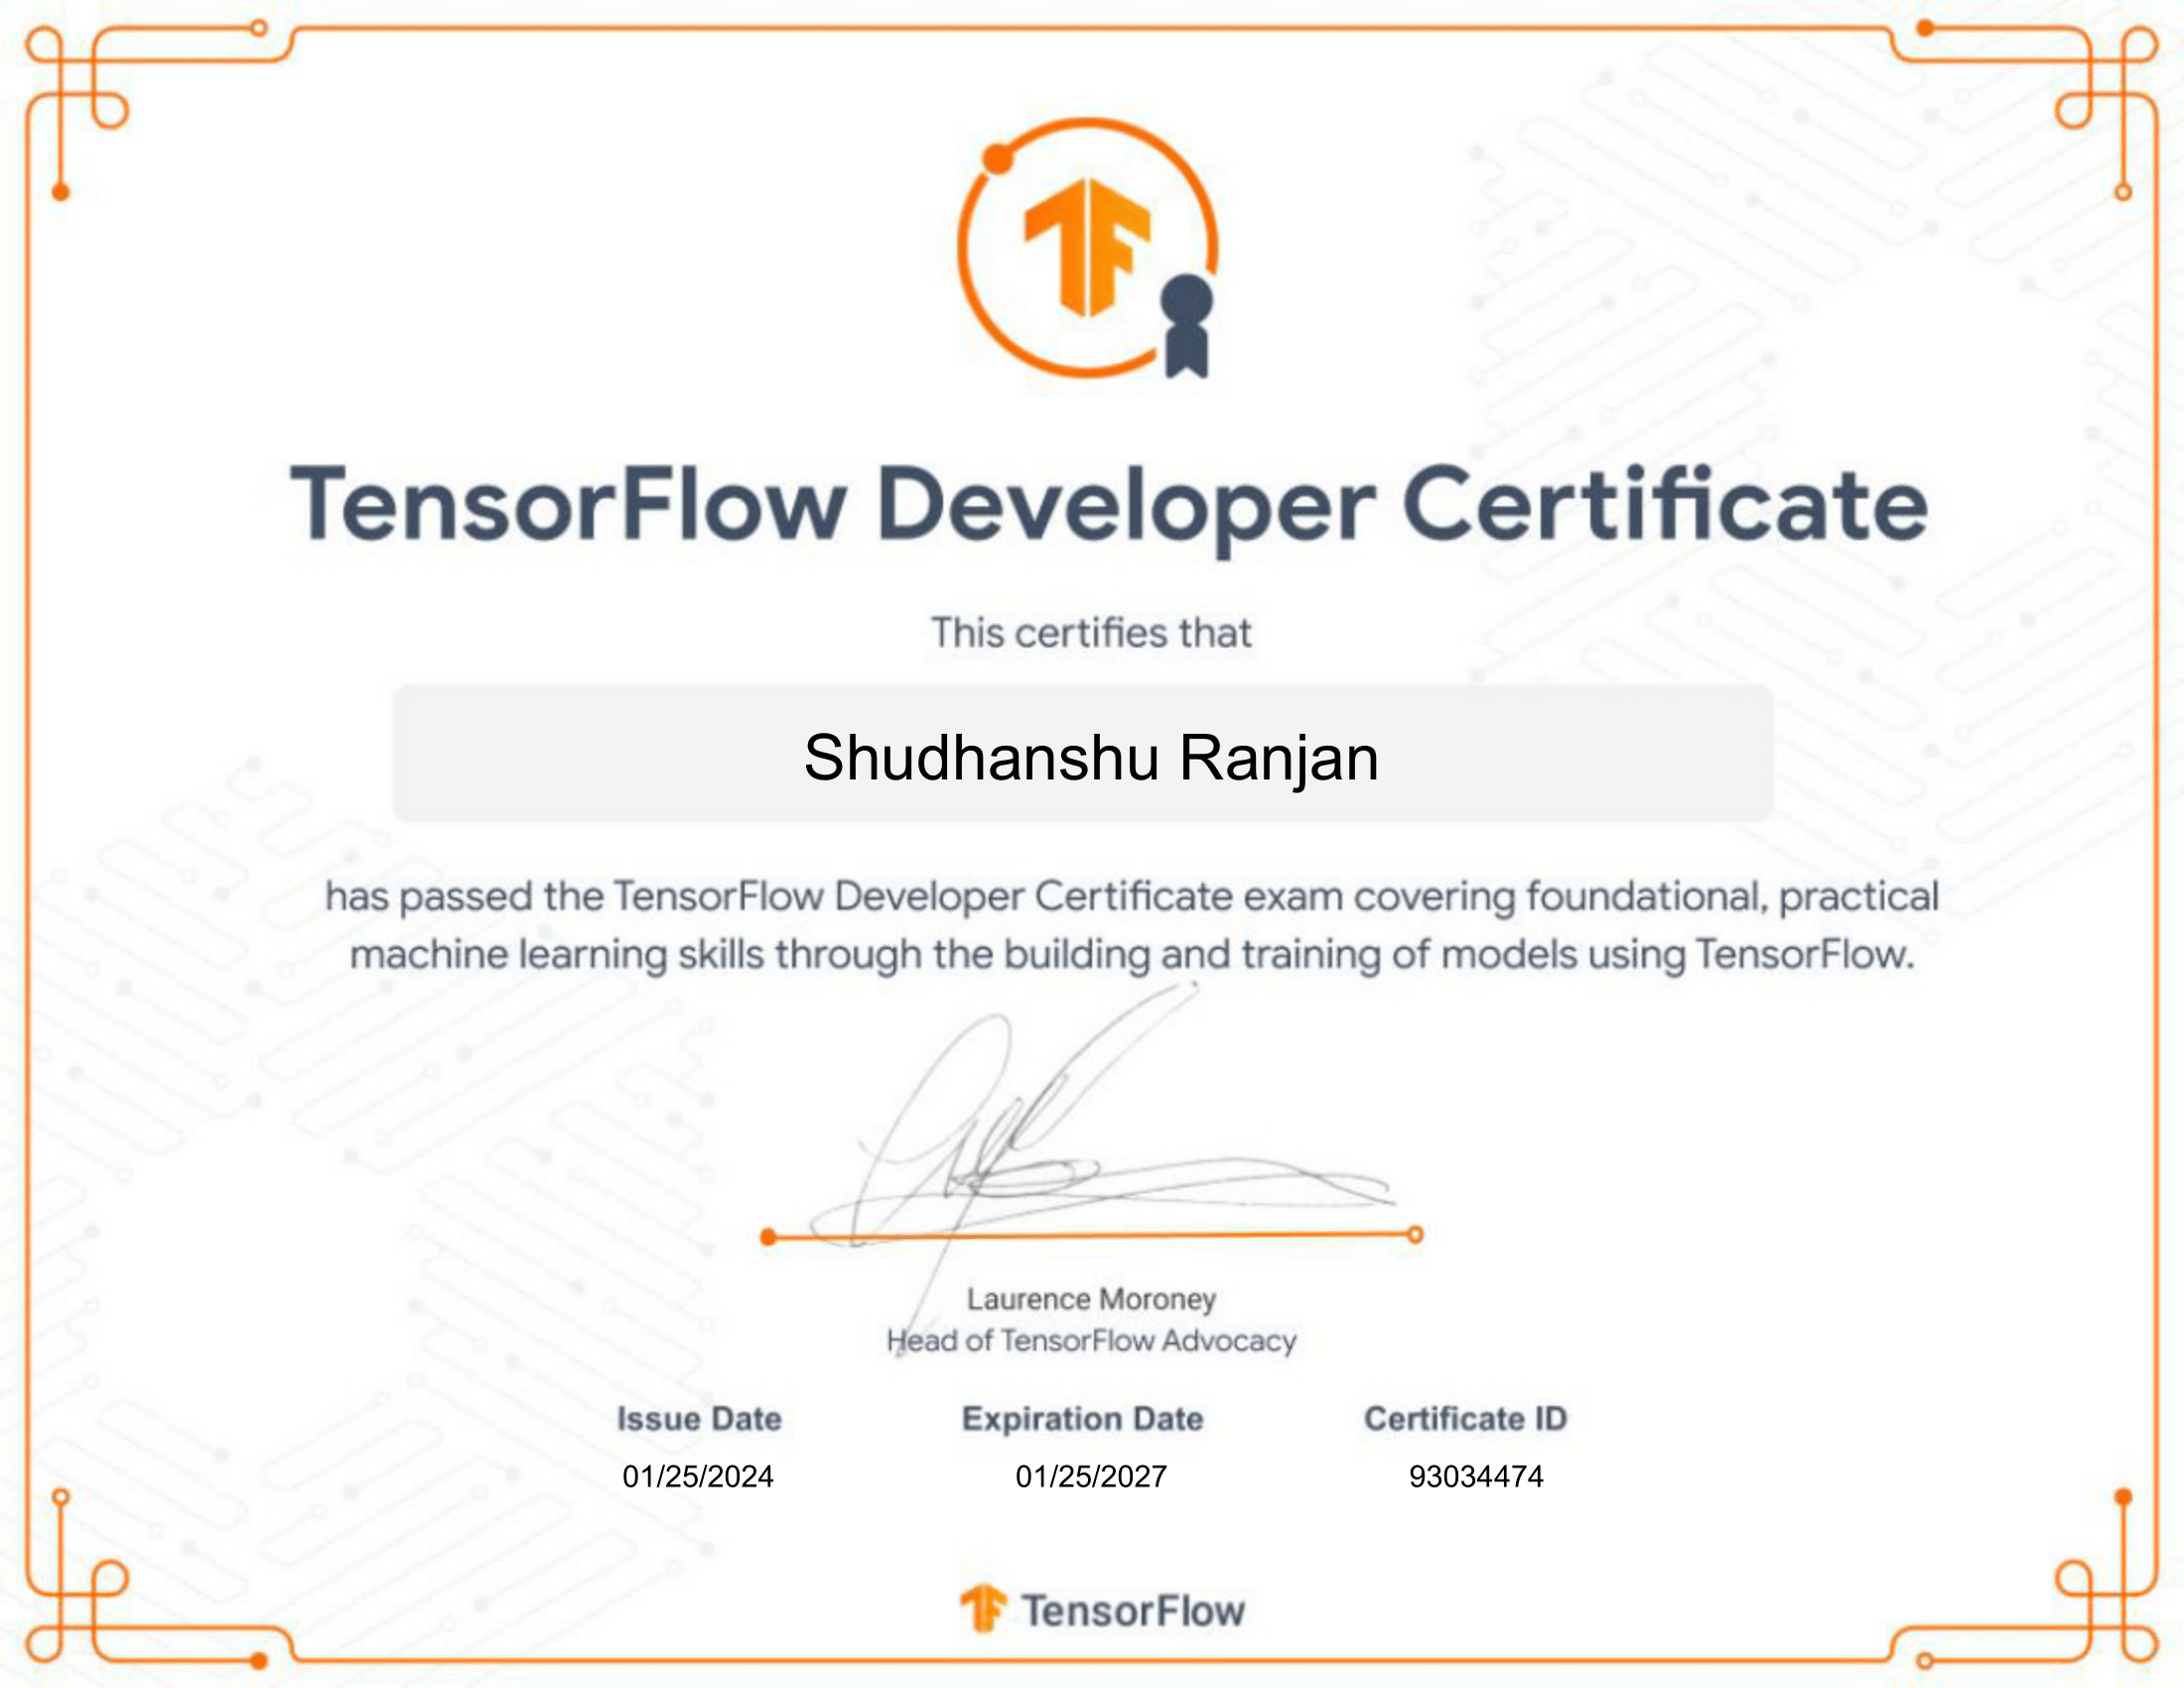 TensorFlow Developer Certificate
This certifies that
Shudhanshu Ranjan
has passed the TensorFlow Developer Certificate exam covering foundational, practical
machine learning skills through the building and training of models using TensorFlow.
Laurence Moroney
Head of TensorFlow Advocacy
Issue Date Expiration Date Certificate ID
01/25/2024 01/25/2027 93034474
TensorFlow